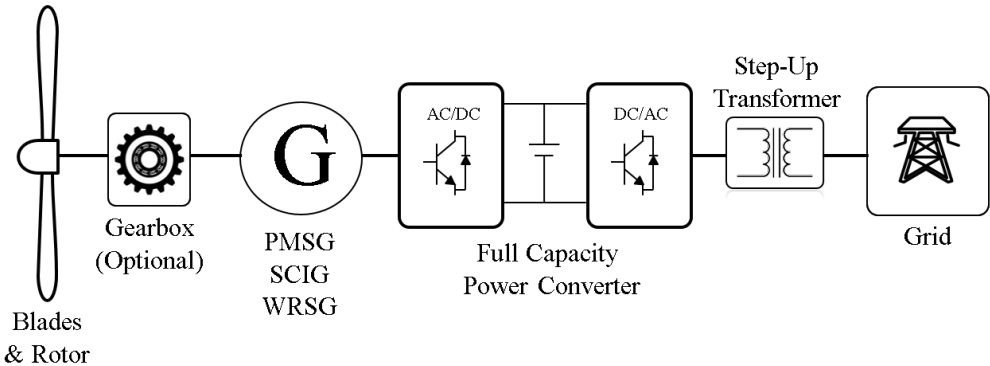 Blades
& Rotor
Gearbox
(Optional)
G
PMSG
SCIG
WRSG
AC/DC
DC/AC
Full Capacity
Power Converter
Step-Up
Transformer
Grid